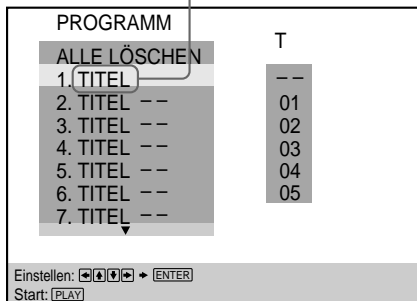 PROGRAMM
T
ALLE LÖSCHEN
1. TITEL
2. TITEL – –
3. TITEL – –
4. TITEL – –
5. TITEL – –
6. TITEL – –
7. TITEL – –
– –
01
02
03
04
05
Einstellen: ←↑↓→ → ENTER
Start: PLAY